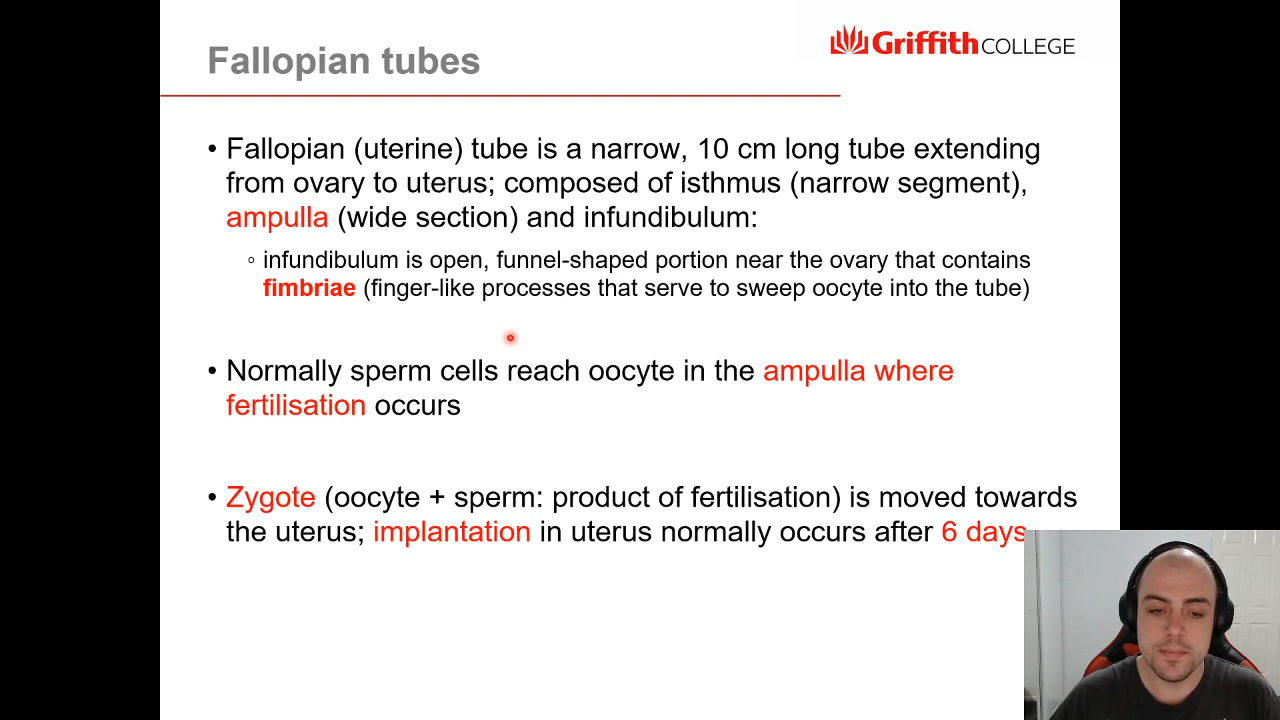 Fallopian tubes
Griffith COLLEGE
• Fallopian (uterine) tube is a narrow, 10 cm long tube extending
from ovary to uterus; composed of isthmus (narrow segment),
ampulla (wide section) and infundibulum:
◦ infundibulum is open, funnel-shaped portion near the ovary that contains
fimbriae (finger-like processes that serve to sweep oocyte into the tube)
• Normally sperm cells reach oocyte in the ampulla where
fertilisation occurs
• Zygote (oocyte + sperm: product of fertilisation) is moved towards
the uterus; implantation in uterus normally occurs after 6 days